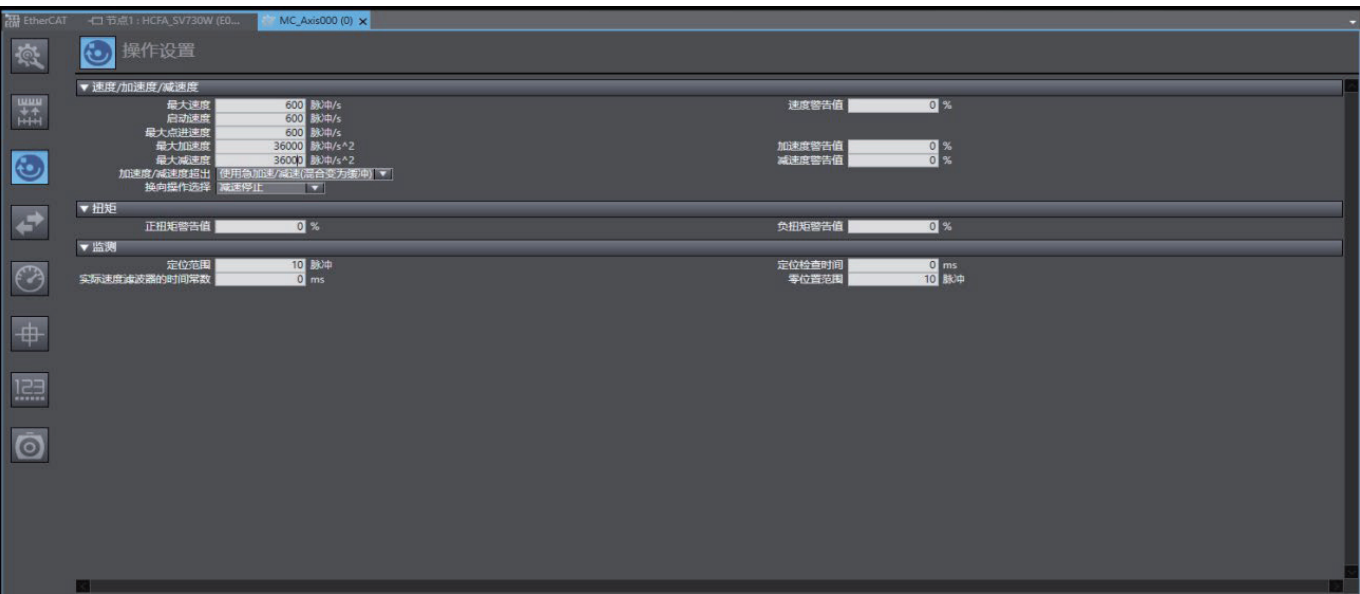 EtherCAT 节点1 : HCFA_SV730W (E0... MC_Axis000 (0)
操作设置
速度/加速度/减速度
最大速度 600 脉冲/s 速度警告值 0 %
启动速度 600 脉冲/s
最大点进速度 600 脉冲/s
最大加速度 36000 脉冲/s^2 加速度警告值 0 %
最大减速度 36000 脉冲/s^2 减速度警告值 0 %
加速度/减速度超出 使用急加速/减速(混合变为缓冲)
换向操作选择 减速停止
扭矩
正扭矩警告值 0 % 负扭矩警告值 0 %
监测
定位范围 10 脉冲 定位检查时间 0 ms
实际速度滤波器的时间常数 0 ms 零位置范围 10 脉冲
123